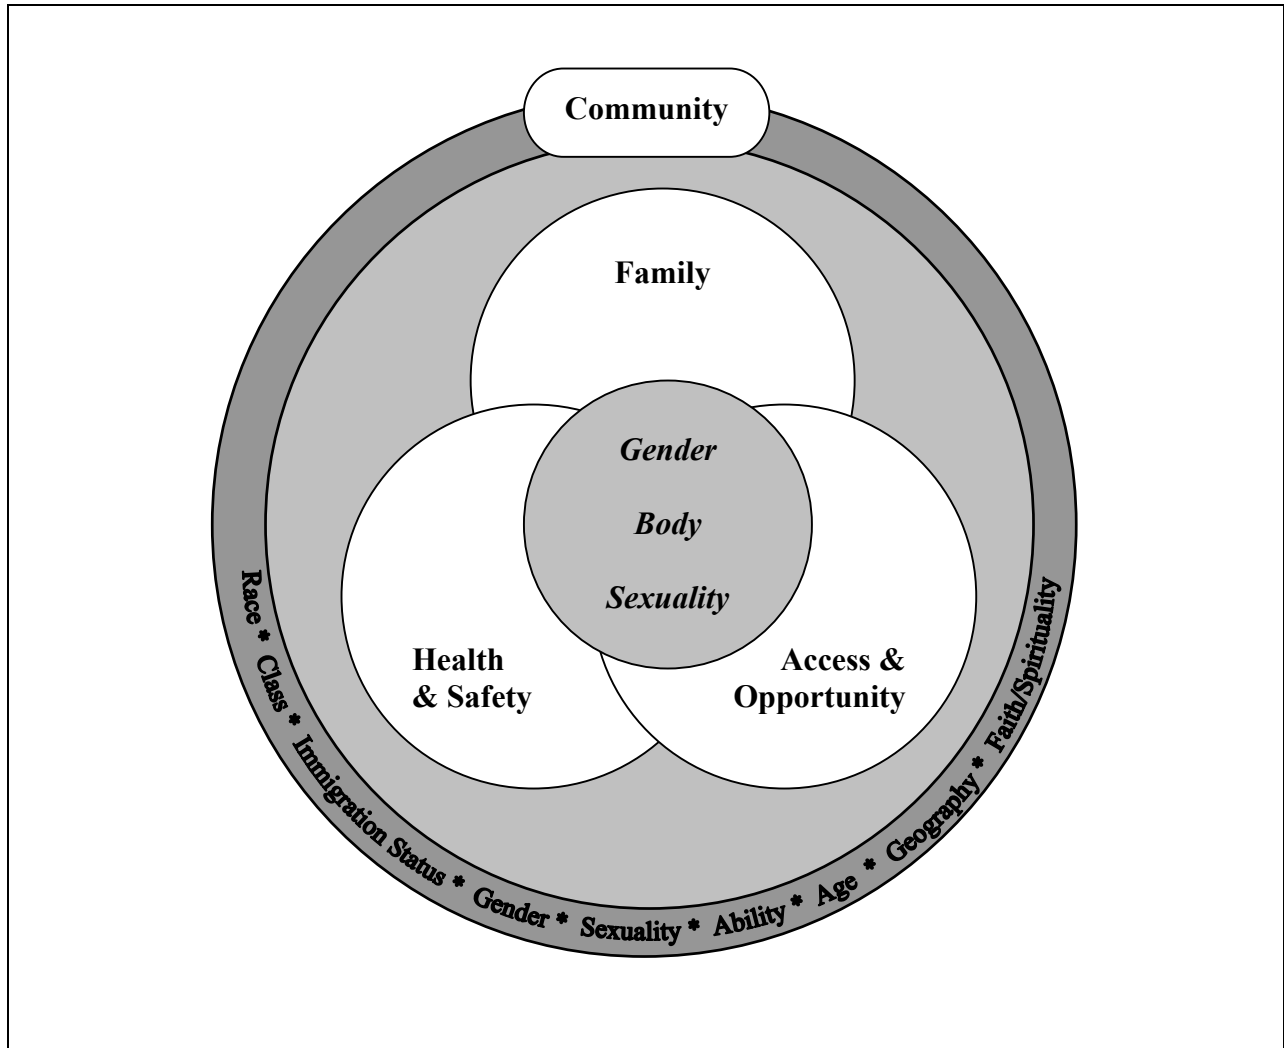 Community
Family
Gender
Body
Sexuality
Health
& Safety
Access &
Opportunity
Race * Class * Immigration Status * Gender * Sexuality * Ability * Age * Geography * Faith/Spirituality